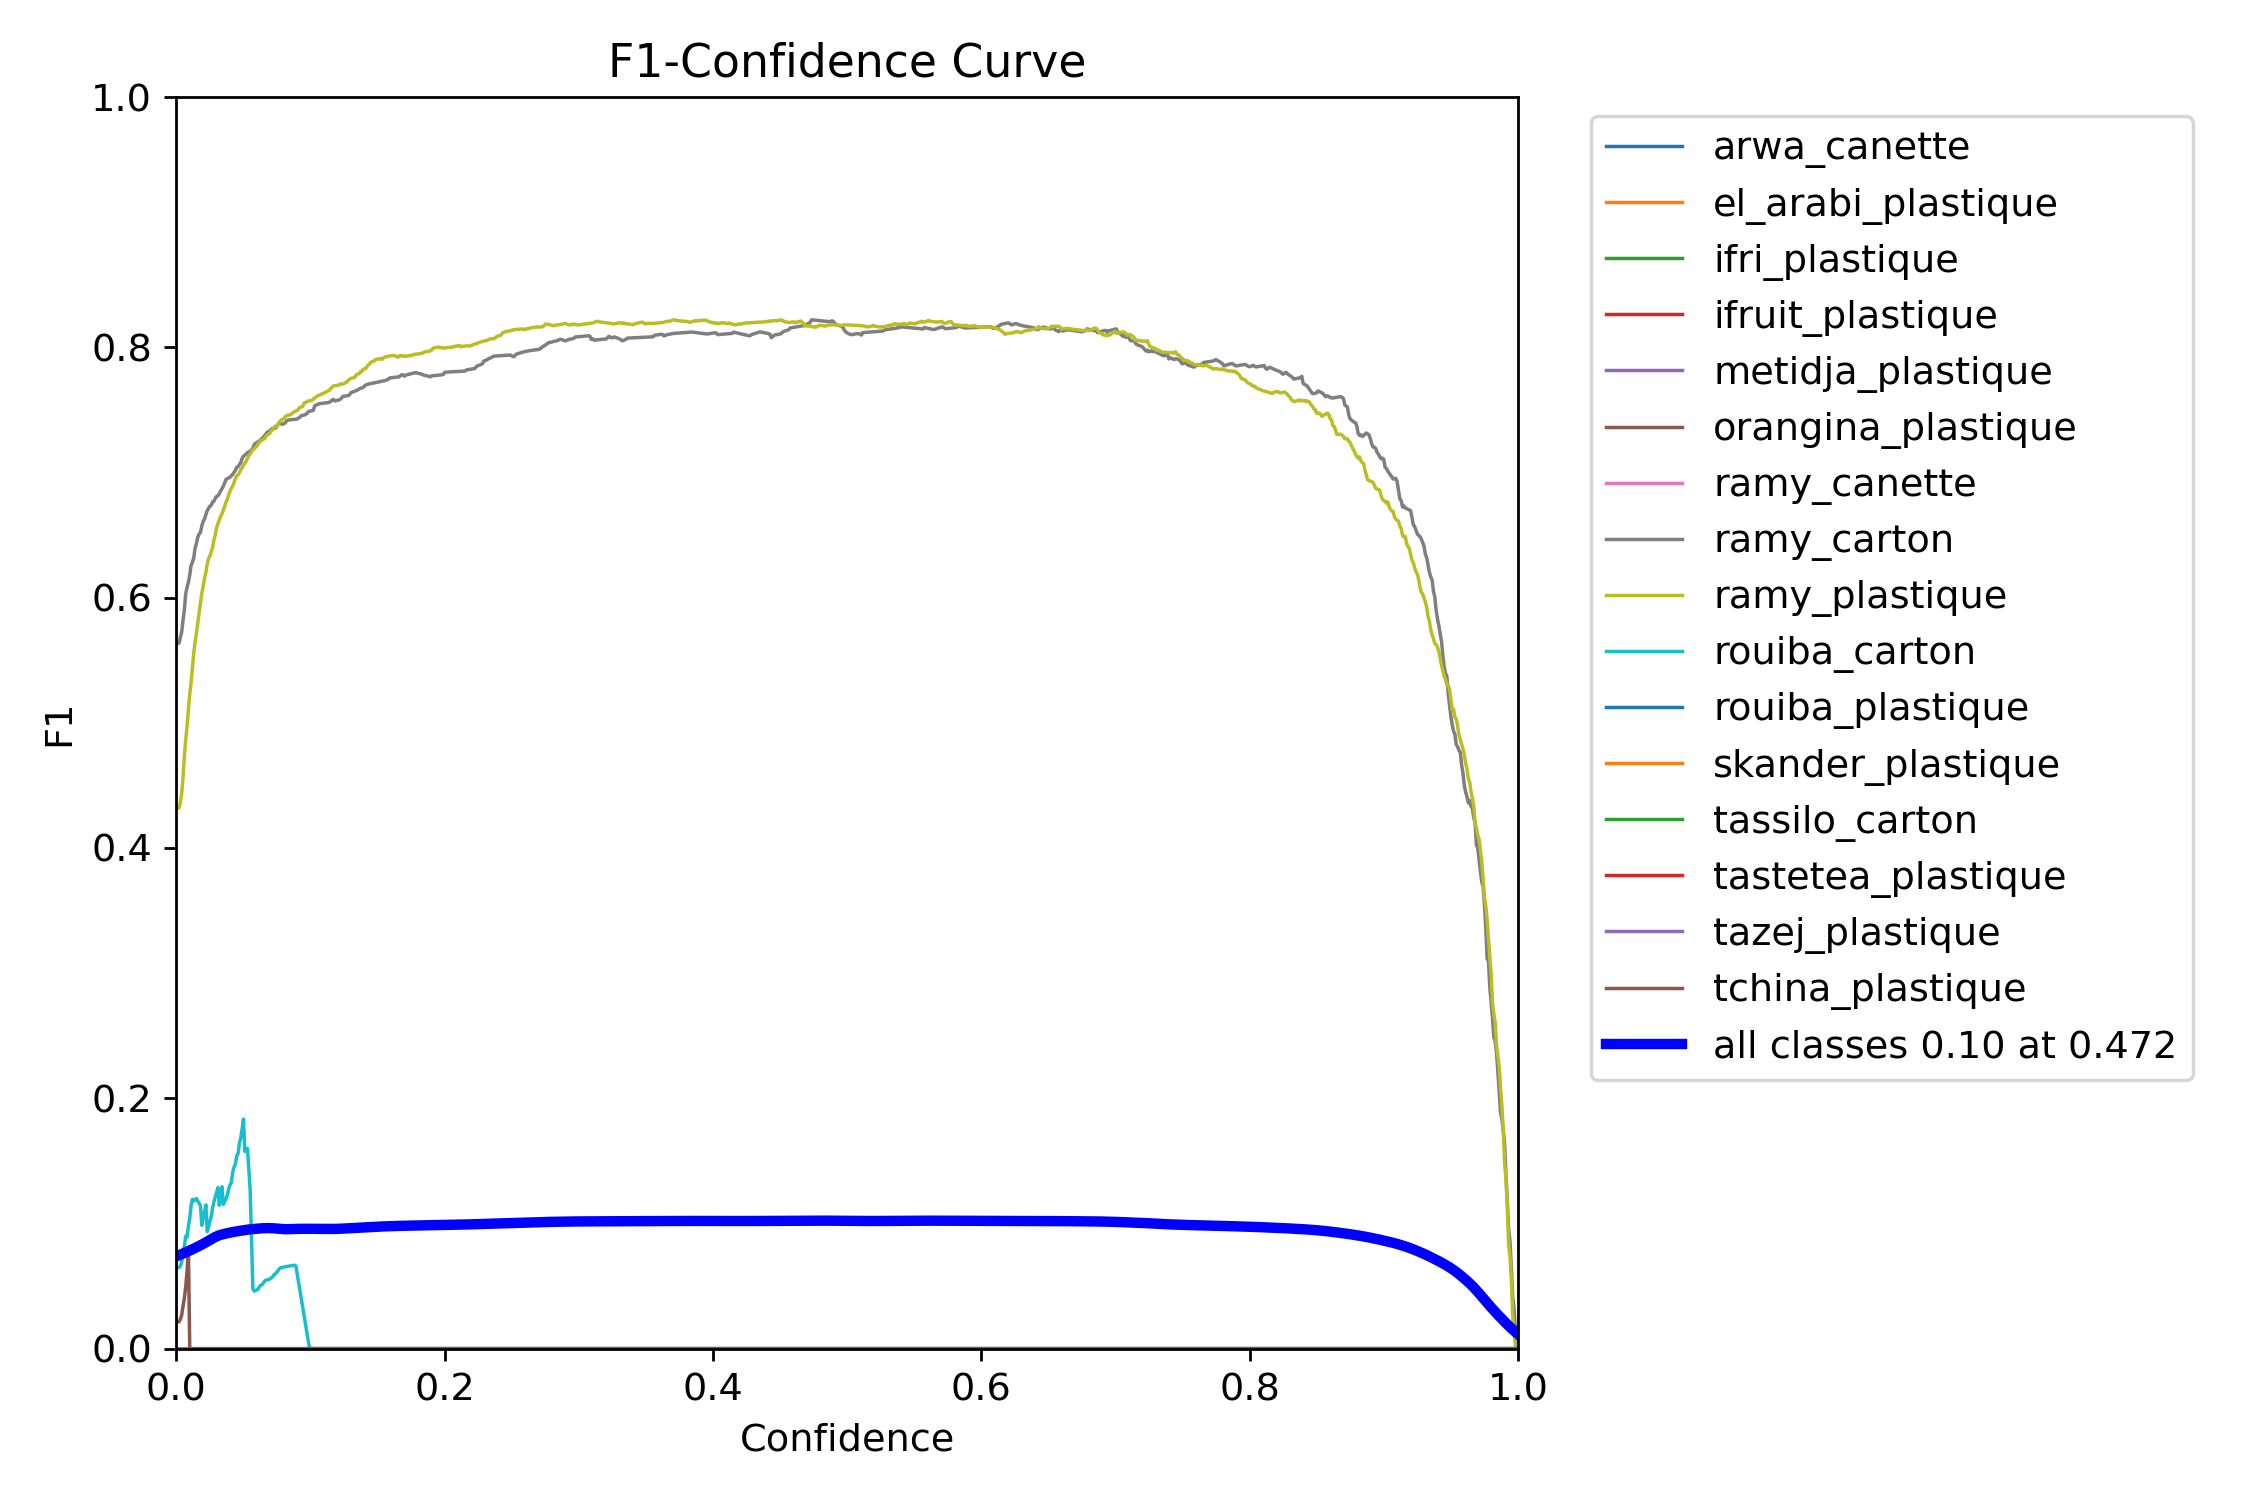 F1-Confidence Curve
1.0
0.8
0.6
0.4
0.2
0.0
F1
0.0 0.2 0.4 0.6 0.8 1.0
Confidence
arwa_canette
el_arabi_plastique
ifri_plastique
ifruit_plastique
metidja_plastique
orangina_plastique
ramy_canette
ramy_carton
ramy_plastique
rouiba_carton
rouiba_plastique
skander_plastique
tassilo_carton
tastetea_plastique
tazej_plastique
tchina_plastique
all classes 0.10 at 0.472